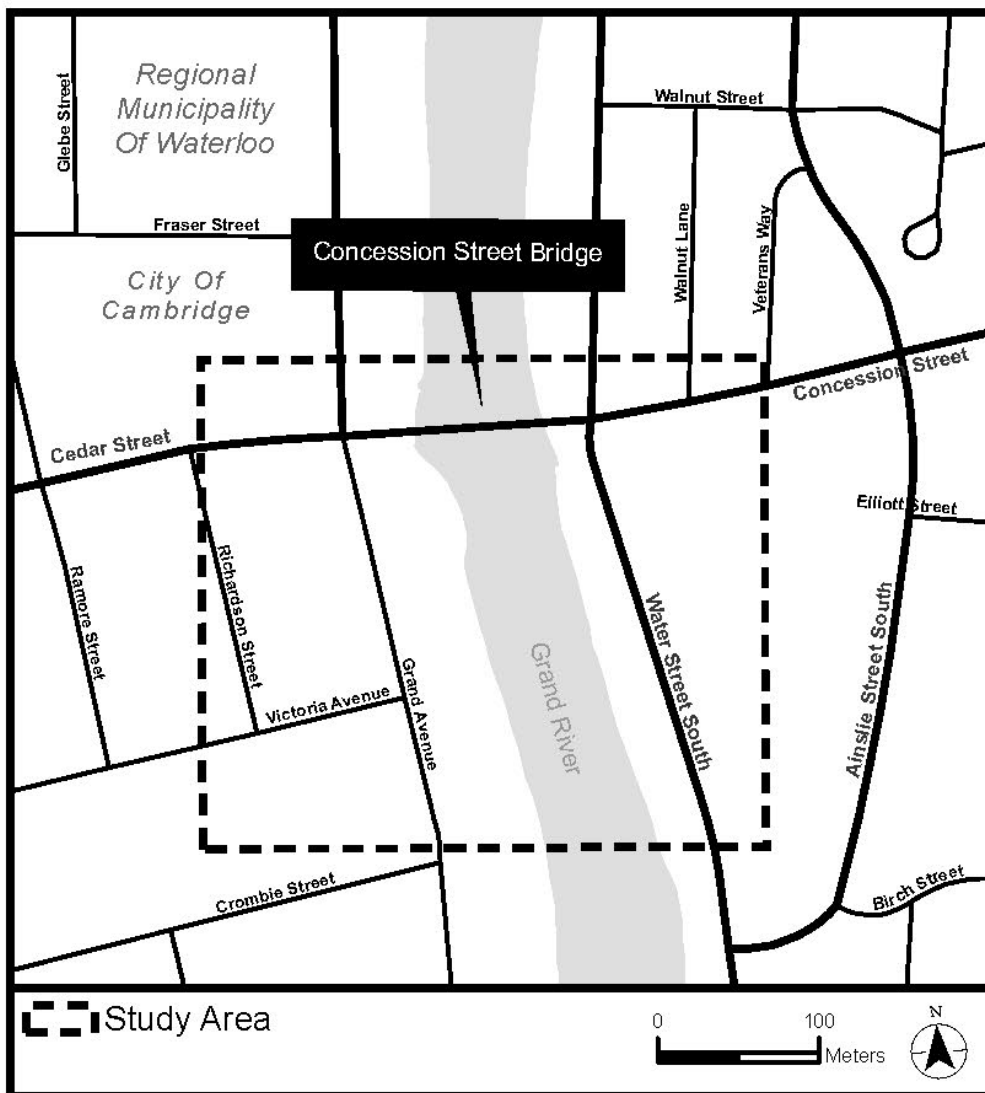 Regional
Municipality
Of Waterloo
Glebe Street
Walnut Street
Fraser Street
Concession Street Bridge
Walnut Lane
Veterans Way
City Of
Cambridge
Concession Street
Cedar Street
Elliott Street
Ramore Street
Richardson Street
Water Street South
Grand River
Grand Avenue
Victoria Avenue
Ainslie Street South
Crombie Street
Birch Street
Study Area
0 100
Meters
N